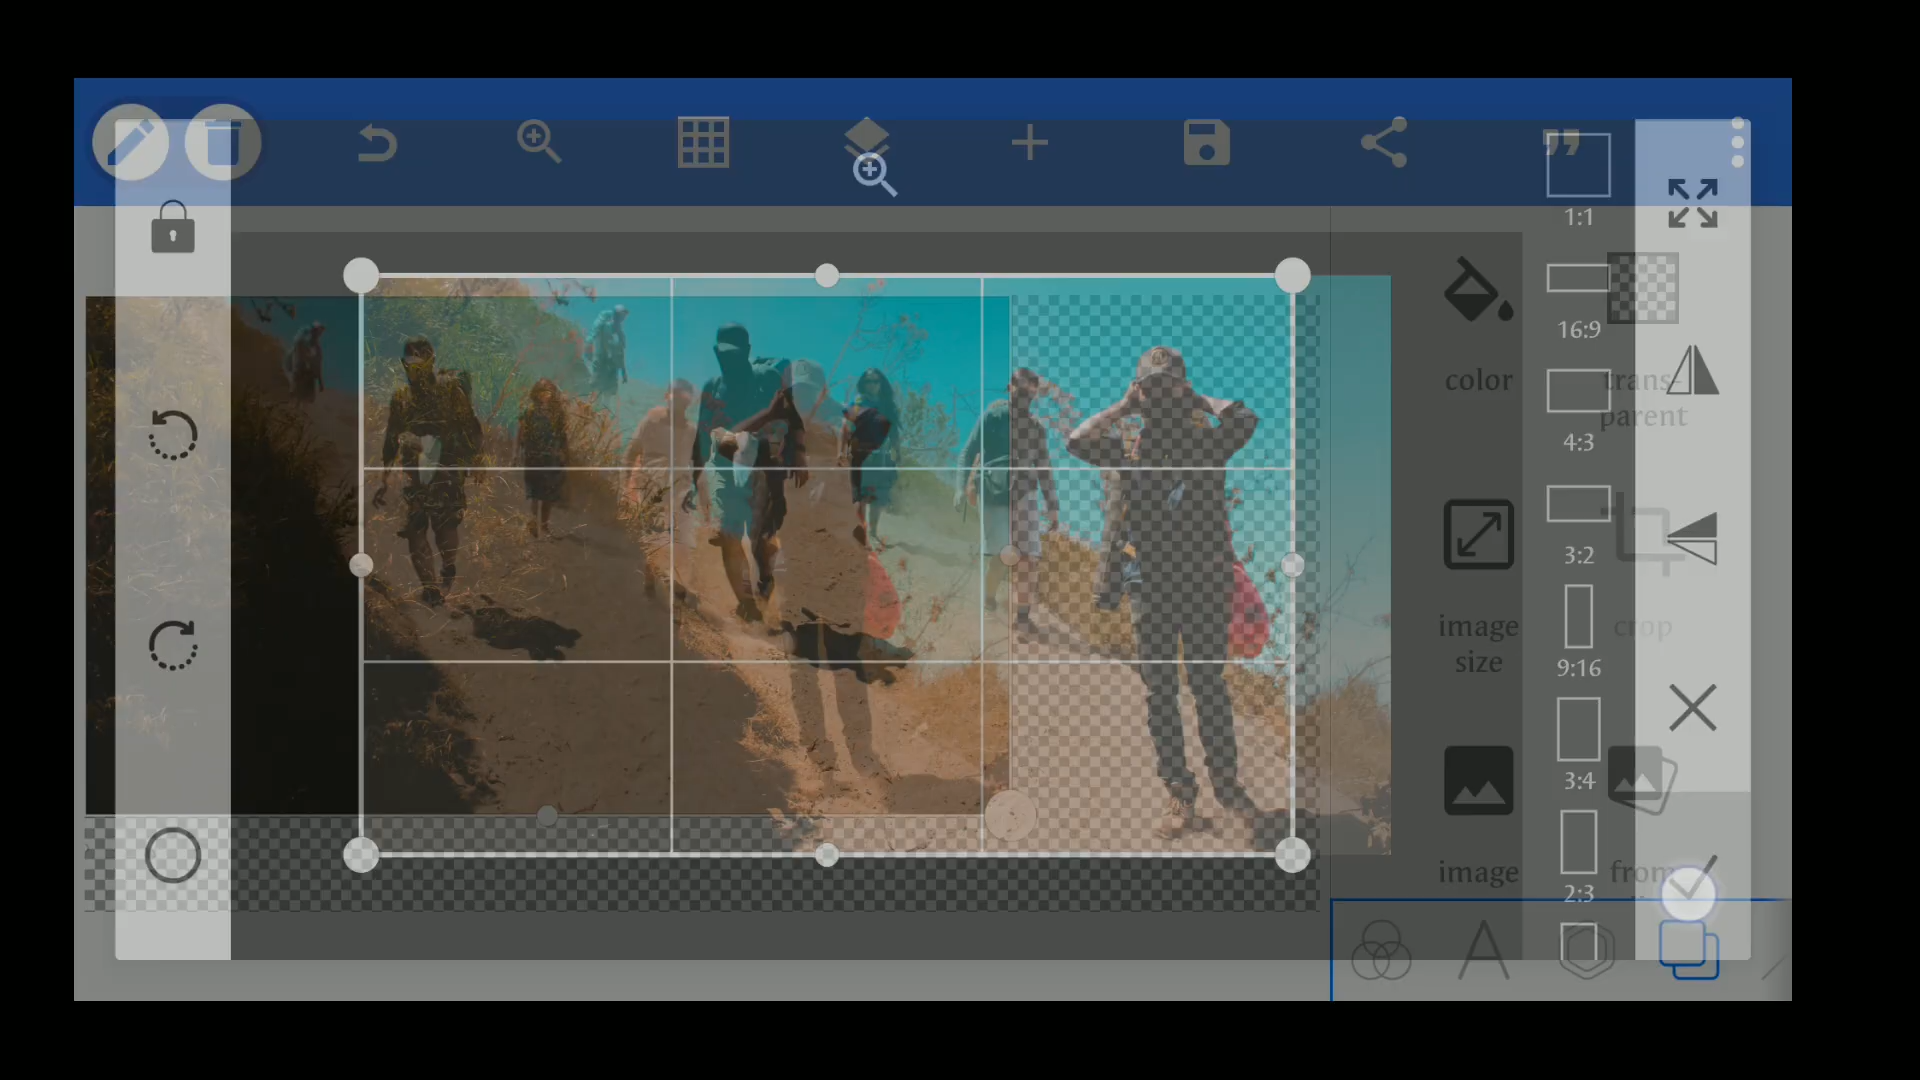 1:1
16:9
color
trans-
parent
4:3
3:2
image
size
crop
9:16
3:4
image
from
2:3